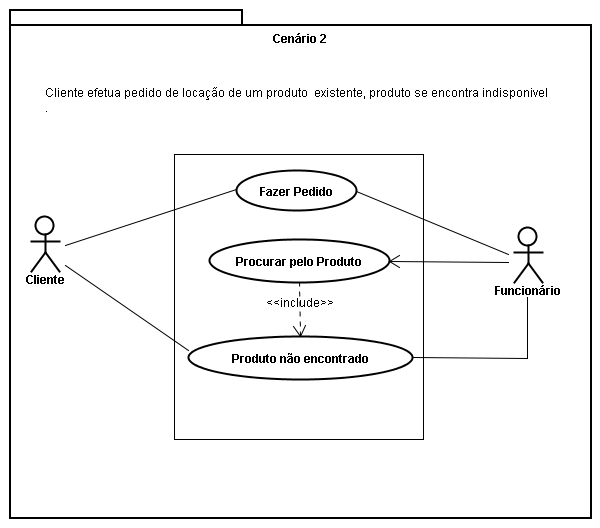 Cenário 2
Cliente efetua pedido de locação de um produto existente, produto se encontra indisponivel
.
Fazer Pedido
Procurar pelo Produto
Cliente
Funcionário
<<include>>
Produto não encontrado